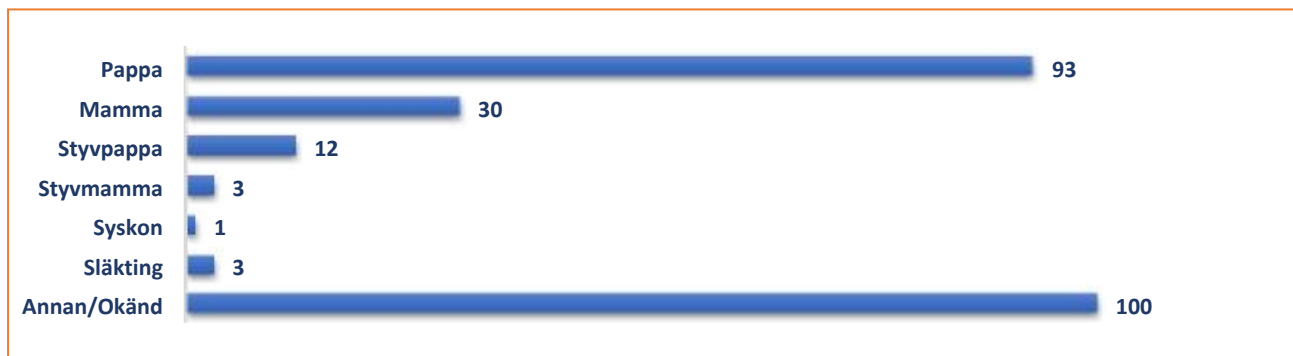 Pappa 93
Mamma 30
Styvpappa 12
Styvmamma 3
Syskon 1
Släkting 3
Annan/Okänd 100